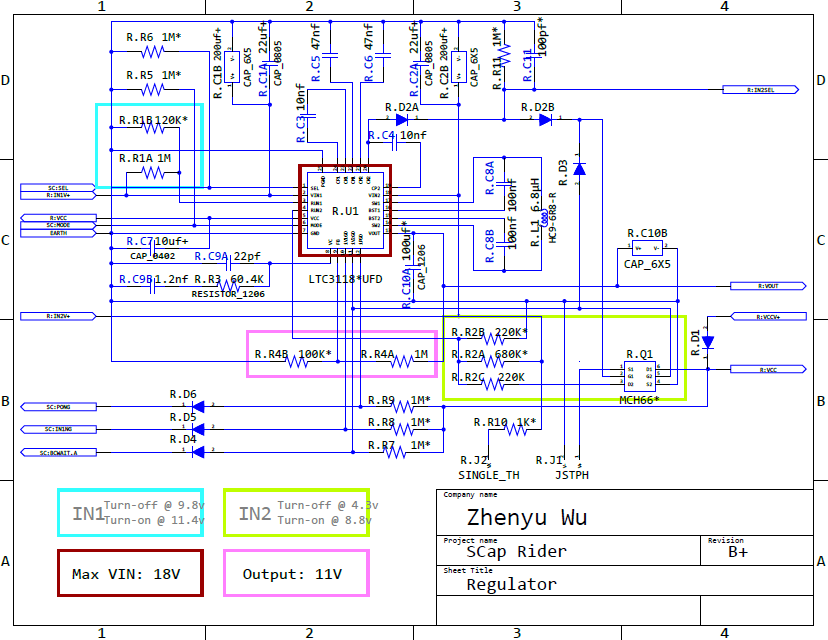 1 2 3 4
R.R6 1M*
R.C1B 200uf+
CAP_6X5
R.C1A 22uf+
CAP_0805
R.C5 47nf
R.C6 47nf
R.C2A 22uf+
CAP_0805
R.C2B 200uf+
CAP_6X5
R.R11 1M*
R.C11 100pf*
D
D
R.R5 1M*
R:IN2SEL
R.C3 10nf
R.D2A
R.D2B
R.R1B 120K*
R.C4 10nf
R.R1A 1M
R.D3
SC:SEL
R:IN1V+
R.U1
R.C8A 100nf
R.L1 6.8uH
HC9-6R8-R
R:VCC
SC:MODE
EARTH
C
C
R.C10B
CAP_6X5
R.C8B 100nf
R.C7 10uf+
CAP_0402
R.C9A 22pf
R.C10A 100uf*
CAP_1206
LTC3118*UFD
R.C9B 1.2nf
R.R3 60.4K
RESISTOR_1206
R:VOUT
R:IN2V+
R:VCCV+
R.R2B 220K*
R.D1
R.R4B 100K*
R.R4A 1M
R.R2A 680K*
R.Q1
R:VCC
R.R2C 220K
MCH66*
B
B
R.D6
R.R9 1M*
SC:PONG
R.D5
R.R8 1M*
R.R10 1K*
SC:IN1NG
R.D4
R.R7 1M*
SC:BCWAIT.A
R.J2
SINGLE_TH
R.J1
JSTPH
IN1
Turn-off @ 9.8v
Turn-on @ 11.4v
IN2
Turn-off @ 4.3v
Turn-on @ 8.8v
Company name
Zhenyu Wu
Project name
SCap Rider
Revision
B+
A
A
Max VIN: 18V
Output: 11V
Sheet Title
Regulator
1 2 3 4